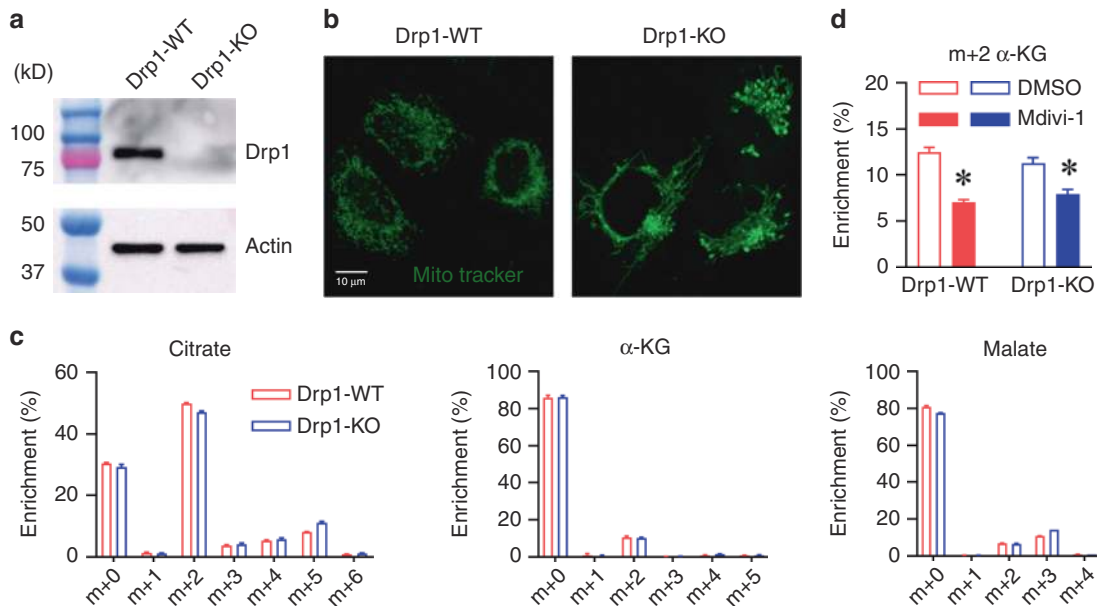 a
Drp1-WT
Drp1-KO
(kD)
100
75
Drp1
50
37
Actin
b
Drp1-WT
Drp1-KO
10 μm
Mito tracker
d
m+2 α-KG
DMSO
Mdivi-1
Enrichment (%)
20
15
10
5
0
*
*
Drp1-WT
Drp1-KO
c
Citrate
Drp1-WT
Drp1-KO
Enrichment (%)
60
40
20
0
m+0
m+1
m+2
m+3
m+4
m+5
m+6
α-KG
Enrichment (%)
100
80
60
40
20
0
m+0
m+1
m+2
m+3
m+4
m+5
Malate
Enrichment (%)
100
80
60
40
20
0
m+0
m+1
m+2
m+3
m+4